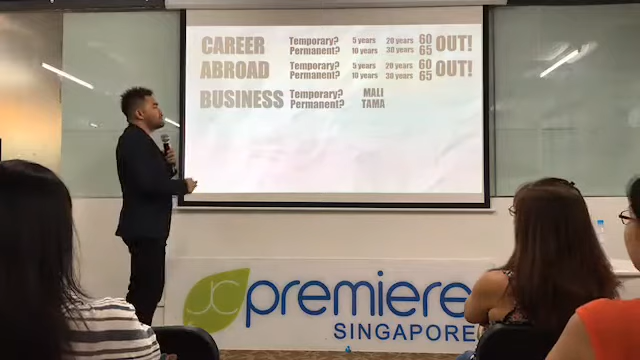 CAREER Temporary? 5 years 20 years 60 OUT!
Permanent? 10 years 30 years 65
ABROAD Temporary? 5 years 20 years 60 OUT!
Permanent? 10 years 30 years 65
BUSINESS Temporary? MALI
Permanent? TAMA
JC premiere
SINGAPORE